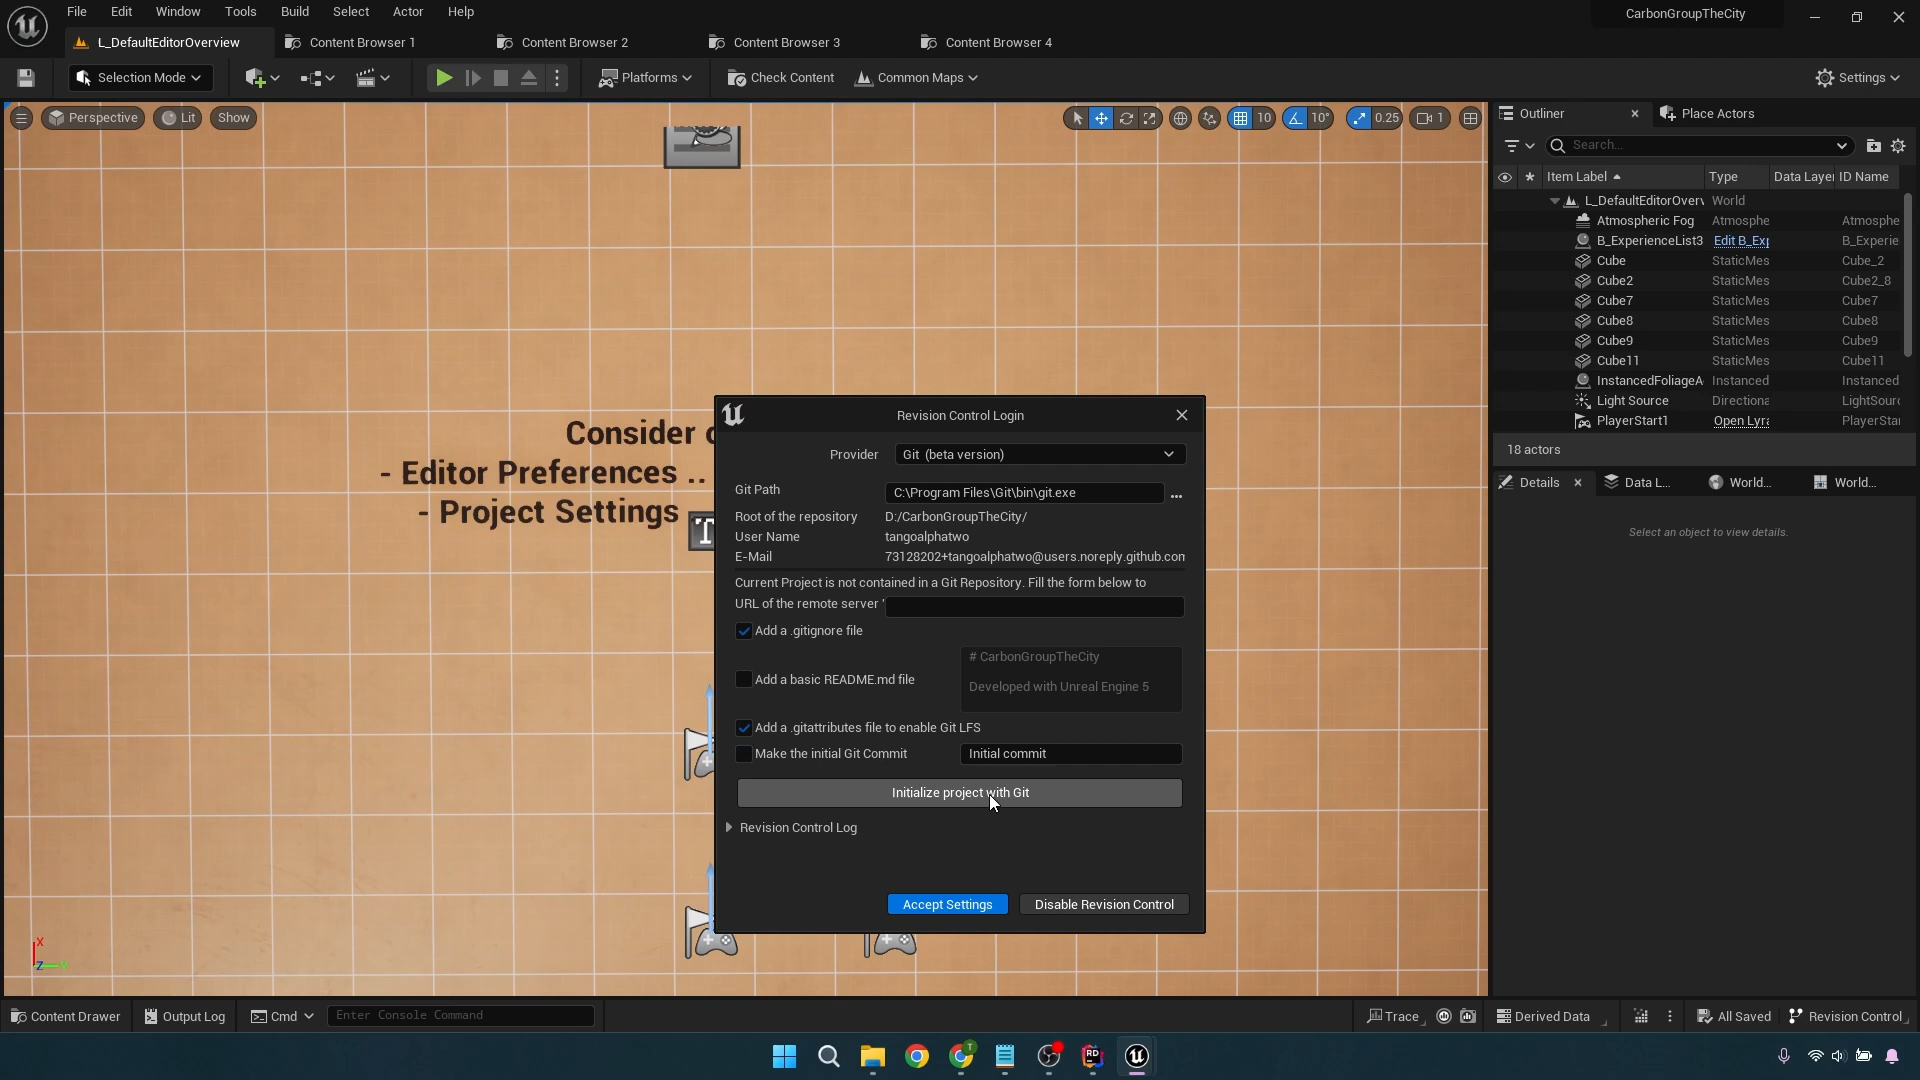 File Edit Window Tools Build Select Actor Help
CarbonGroupTheCity
L_DefaultEditorOverview Content Browser 1 Content Browser 2 Content Browser 3 Content Browser 4
Selection Mode Platforms Check Content Common Maps Settings
Perspective Lit Show 10 10° 0.25 1
Outliner Place Actors
Search...
Item Label Type Data Layer ID Name
L_DefaultEditorOverv World
Atmospheric Fog Atmosphe Atmosphe
B_ExperienceList3 Edit B_Exp B_Experie
Cube StaticMes Cube_2
Cube2 StaticMes Cube2_8
Cube7 StaticMes Cube7
Cube8 StaticMes Cube8
Cube9 StaticMes Cube9
Cube11 StaticMes Cube11
InstancedFoliageA Instanced Instanced
Light Source Directiona LightSourc
PlayerStart1 Open Lyra PlayerStar
18 actors
Details Data L... World... World...
Select an object to view details.
Consider
- Editor Preferences ..
- Project Settings
T
Revision Control Login
Provider Git (beta version)
Git Path C:\Program Files\Git\bin\git.exe ...
Root of the repository D:/CarbonGroupTheCity/
User Name tangoalphatwo
E-Mail 73128202+tangoalphatwo@users.noreply.github.com
Current Project is not contained in a Git Repository. Fill the form below to
URL of the remote server '
Add a .gitignore file
# CarbonGroupTheCity
Add a basic README.md file
Developed with Unreal Engine 5
Add a .gitattributes file to enable Git LFS
Make the initial Git Commit Initial commit
Initialize project with Git
Revision Control Log
Accept Settings Disable Revision Control
X
Z Y
Content Drawer Output Log Cmd Enter Console Command Trace Derived Data All Saved Revision Control
T RD